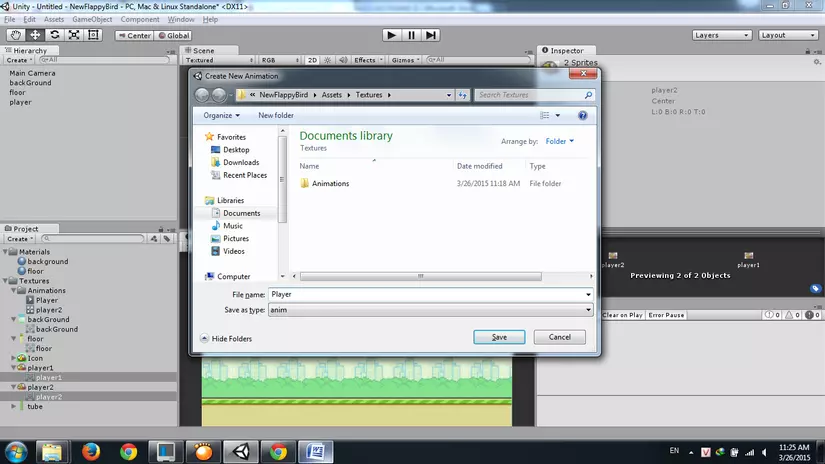 Unity - Untitled - NewFlappyBird - PC, Mac & Linux Standalone* <DX11>
File Edit Assets GameObject Component Window Help
Center Global Layers Layout
Hierarchy
Create All
Main Camera
backGround
floor
player
Scene
Textured RGB 2D Effects Gizmos All
Inspector
2 Sprites
player2
Center
L:0 B:0 R:0 T:0
Create New Animation
« NewFlappyBird Assets Textures Search Textures
Organize New folder
Favorites
Desktop
Downloads
Recent Places
Libraries
Documents
Music
Pictures
Videos
Computer
Documents library
Textures
Arrange by: Folder
Name Date modified Type
Animations 3/26/2015 11:18 AM File folder
File name: Player
Save as type: anim
Hide Folders Save Cancel
Project
Create
Materials
background
floor
Textures
Animations
Player
player2
backGround
backGround
floor
floor
Icon
player1
player1
player2
player2
tube
player2 player1
Previewing 2 of 2 Objects
Clear on Play Error Pause 0 0 0
EN 11:25 AM
3/26/2015